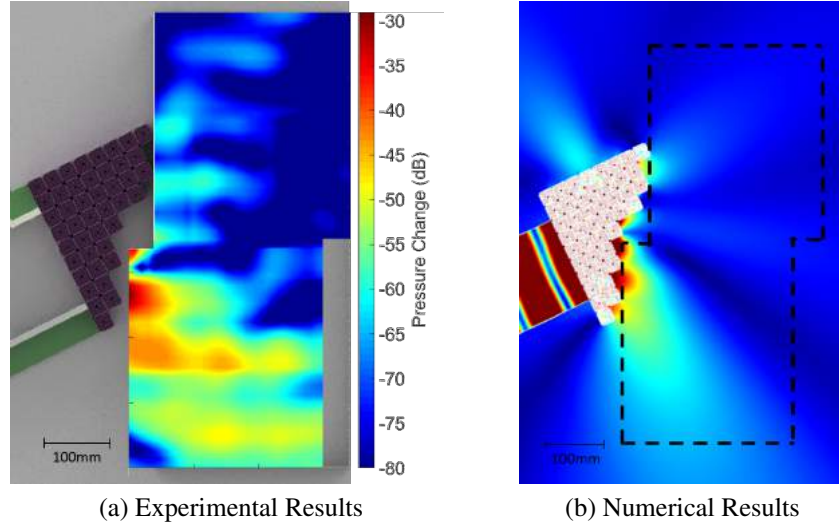 -30
-35
-40
-45
-50
-55
-60
-65
-70
-75
-80
Pressure Change (dB)
100mm
100mm
(a) Experimental Results
(b) Numerical Results